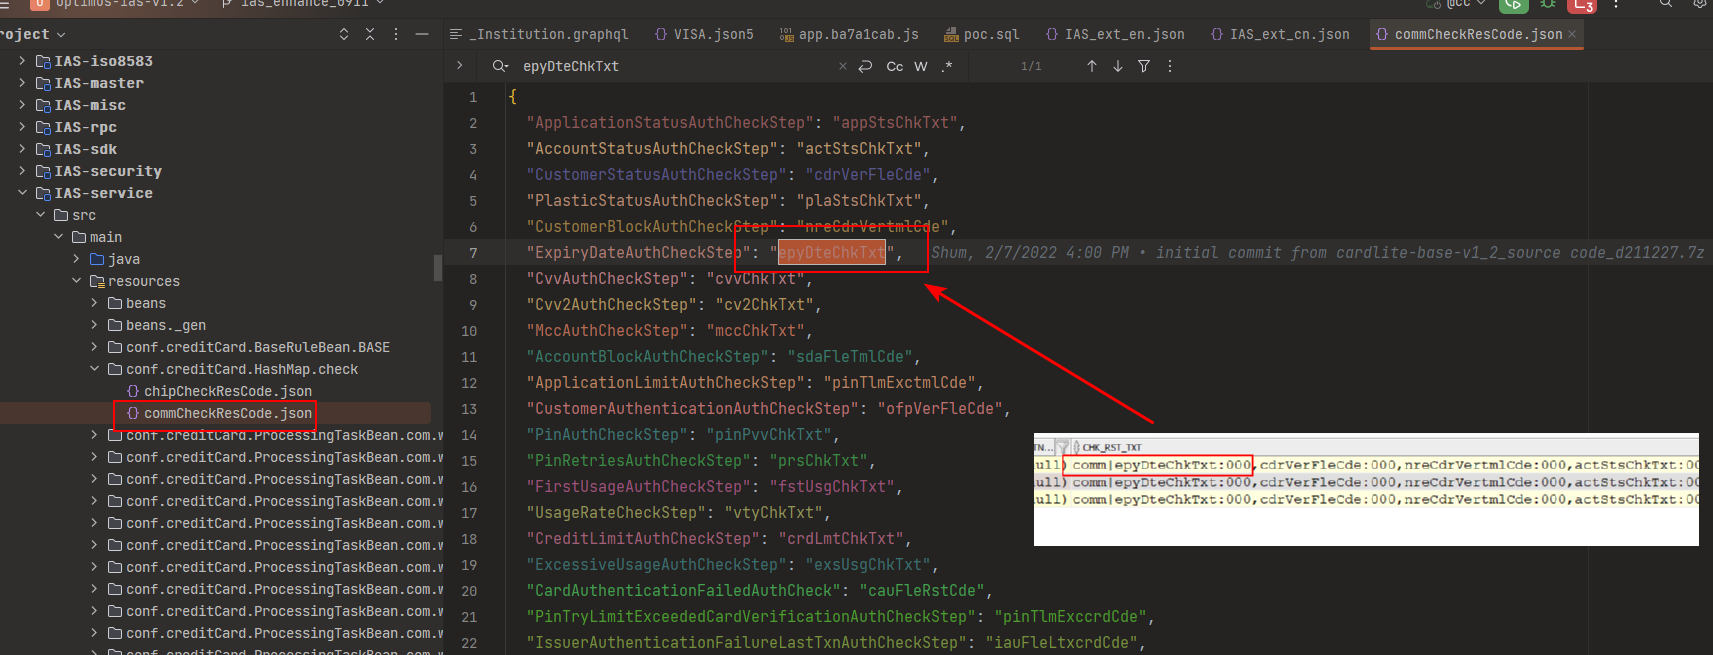 optimus-ias-v1.2
ias_enhance_0911
@cc
3
roject
_Institution.graphql
VISA.json5
app.ba7a1cab.js
poc.sql
IAS_ext_en.json
IAS_ext_cn.json
commCheckResCode.json
epyDteChkTxt
Cc
W
.*
1/1
IAS-iso8583
IAS-master
IAS-misc
IAS-rpc
IAS-sdk
IAS-security
IAS-service
src
main
java
resources
beans
beans._gen
conf.creditCard.BaseRuleBean.BASE
conf.creditCard.HashMap.check
chipCheckResCode.json
commCheckResCode.json
conf.creditCard.ProcessingTaskBean.com.w
conf.creditCard.ProcessingTaskBean.com.w
conf.creditCard.ProcessingTaskBean.com.w
conf.creditCard.ProcessingTaskBean.com.w
conf.creditCard.ProcessingTaskBean.com.w
conf.creditCard.ProcessingTaskBean.com.w
conf.creditCard.ProcessingTaskBean.com.w
conf.creditCard.ProcessingTaskBean.com.w
conf.creditCard.ProcessingTaskBean.com.w
conf.creditCard.ProcessingTaskBean.com.w
conf.creditCard.ProcessingTaskBean.com.w
1 {
2 "ApplicationStatusAuthCheckStep": "appStsChkTxt",
3 "AccountStatusAuthCheckStep": "actStsChkTxt",
4 "CustomerStatusAuthCheckStep": "cdrVerFleCde",
5 "PlasticStatusAuthCheckStep": "plaStsChkTxt",
6 "CustomerBlockAuthCheckStep": "nreCdrVertmlCde",
7 "ExpiryDateAuthCheckStep": "epyDteChkTxt", Shum, 2/7/2022 4:00 PM • initial commit from cardlite-base-v1_2_source code_d211227.7z
8 "CvvAuthCheckStep": "cvvChkTxt",
9 "Cvv2AuthCheckStep": "cv2ChkTxt",
10 "MccAuthCheckStep": "mccChkTxt",
11 "AccountBlockAuthCheckStep": "sdaFleTmlCde",
12 "ApplicationLimitAuthCheckStep": "pinTlmExctmlCde",
13 "CustomerAuthenticationAuthCheckStep": "ofpVerFleCde",
14 "PinAuthCheckStep": "pinPvvChkTxt",
15 "PinRetriesAuthCheckStep": "prsChkTxt",
16 "FirstUsageAuthCheckStep": "fstUsgChkTxt",
17 "UsageRateCheckStep": "vtyChkTxt",
18 "CreditLimitAuthCheckStep": "crdLmtChkTxt",
19 "ExcessiveUsageAuthCheckStep": "exsUsgChkTxt",
20 "CardAuthenticationFailedAuthCheck": "cauFleRstCde",
21 "PinTryLimitExceededCardVerificationAuthCheckStep": "pinTlmExccrdCde",
22 "IssuerAuthenticationFailureLastTxnAuthCheckStep": "iauFleLtxcrdCde",
TN... CHK_RST_TXT
ull) comm|epyDteChkTxt:000,cdrVerFleCde:000,nreCdrVertmlCde:000,actStsChkTxt:00
ull) comm|epyDteChkTxt:000,cdrVerFleCde:000,nreCdrVertmlCde:000,actStsChkTxt:00
ull) comm|epyDteChkTxt:000,cdrVerFleCde:000,nreCdrVertmlCde:000,actStsChkTxt:00